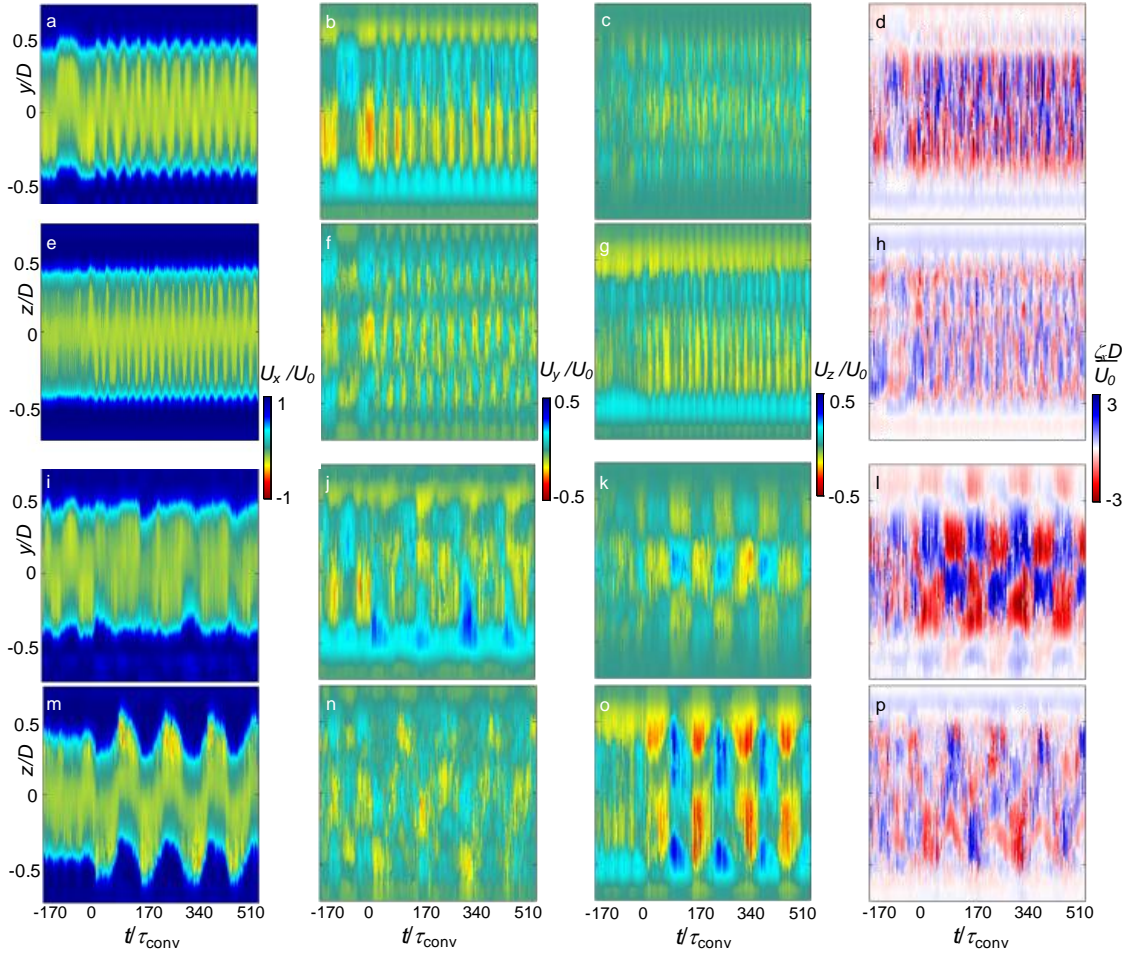 a b c d
0.5
y/D
0
-0.5
e f g h
0.5
z/D
0
-0.5
U_x /U_0 U_y /U_0 U_z /U_0 ζ_x D
U_0
1 0.5 0.5 3
-1 -0.5 -0.5 -3
i j k l
0.5
y/D
0
-0.5
m n o p
0.5
z/D
0
-0.5
-170 0 170 340 510 -170 0 170 340 510 -170 0 170 340 510 -170 0 170 340 510
t/τ_conv t/τ_conv t/τ_conv t/τ_conv